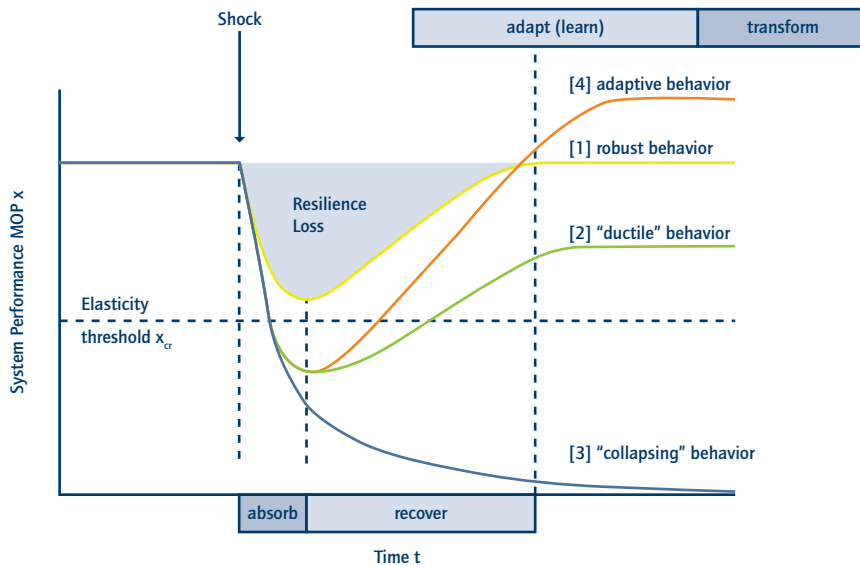 Shock
adapt (learn)
transform
[4] adaptive behavior
[1] robust behavior
Resilience
Loss
[2] “ductile” behavior
Elasticity
threshold xcr
System Performance MOP x
[3] “collapsing” behavior
absorb
recover
Time t